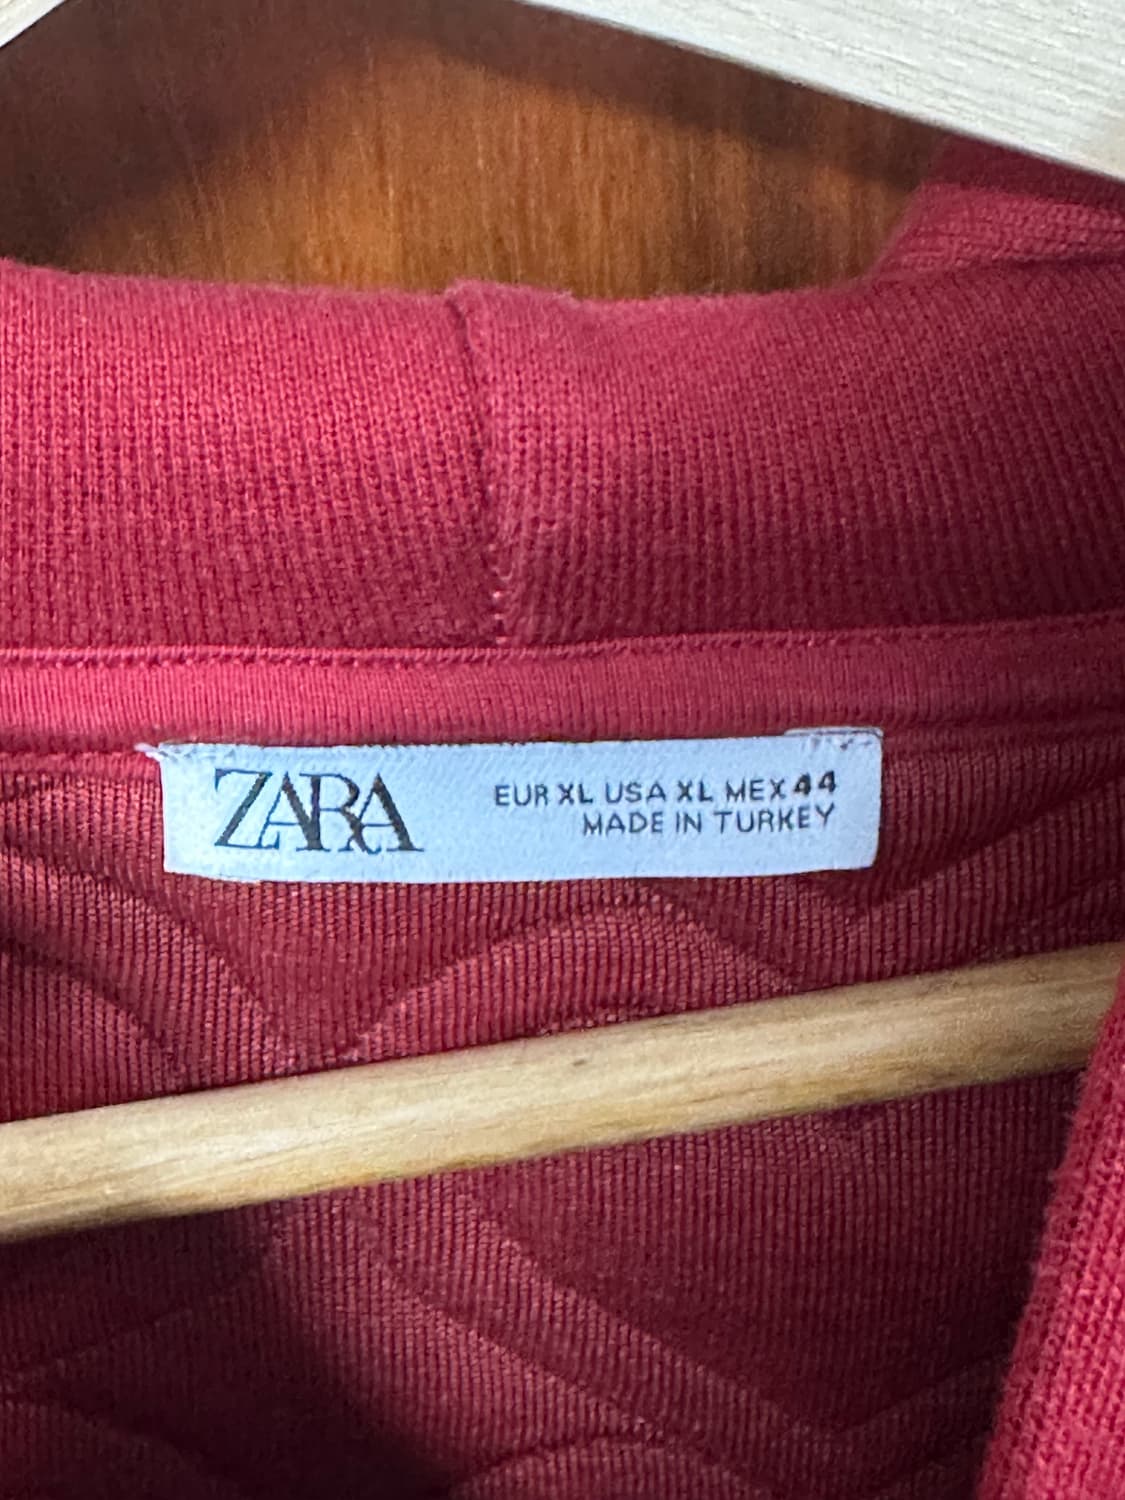 ZARA
EUR XL USA XL MEX 44
MADE IN TURKEY